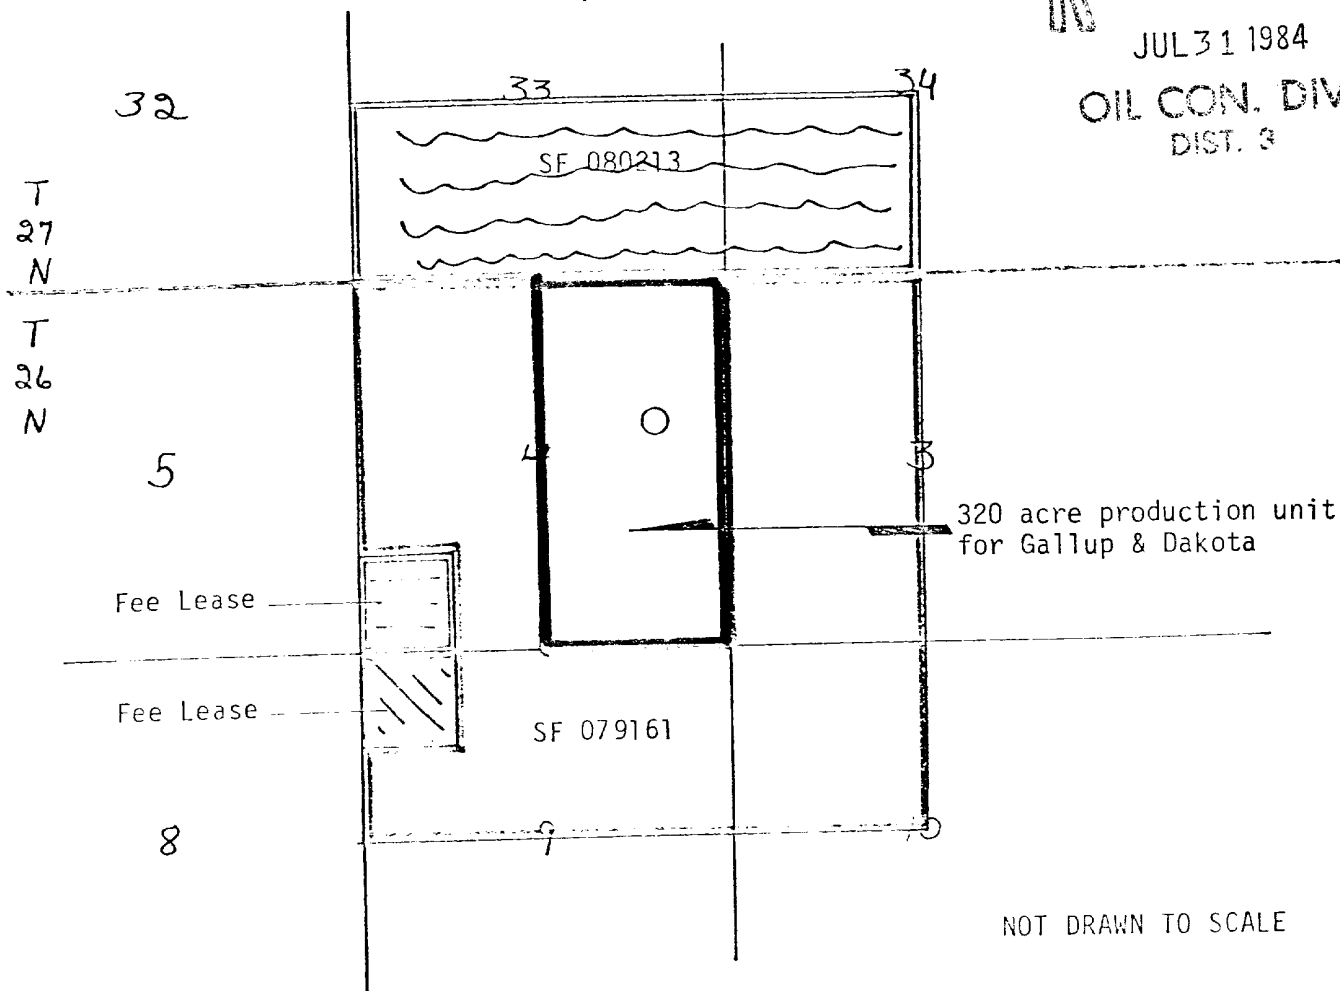 JUL 31 1984
OIL CON. DIV
DIST. 3
32
33
34
SF 080213
T
27
N
T
26
N
5
4
3
320 acre production unit
for Gallup & Dakota
Fee Lease
Fee Lease
SF 079161
8
9
10
NOT DRAWN TO SCALE